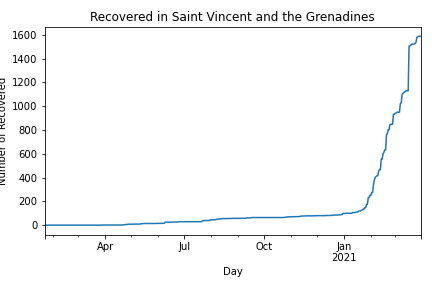 Recovered in Saint Vincent and the Grenadines
Number of Recovered
1600
1400
1200
1000
800
600
400
200
0
Apr
Jul
Oct
Jan
2021
Day